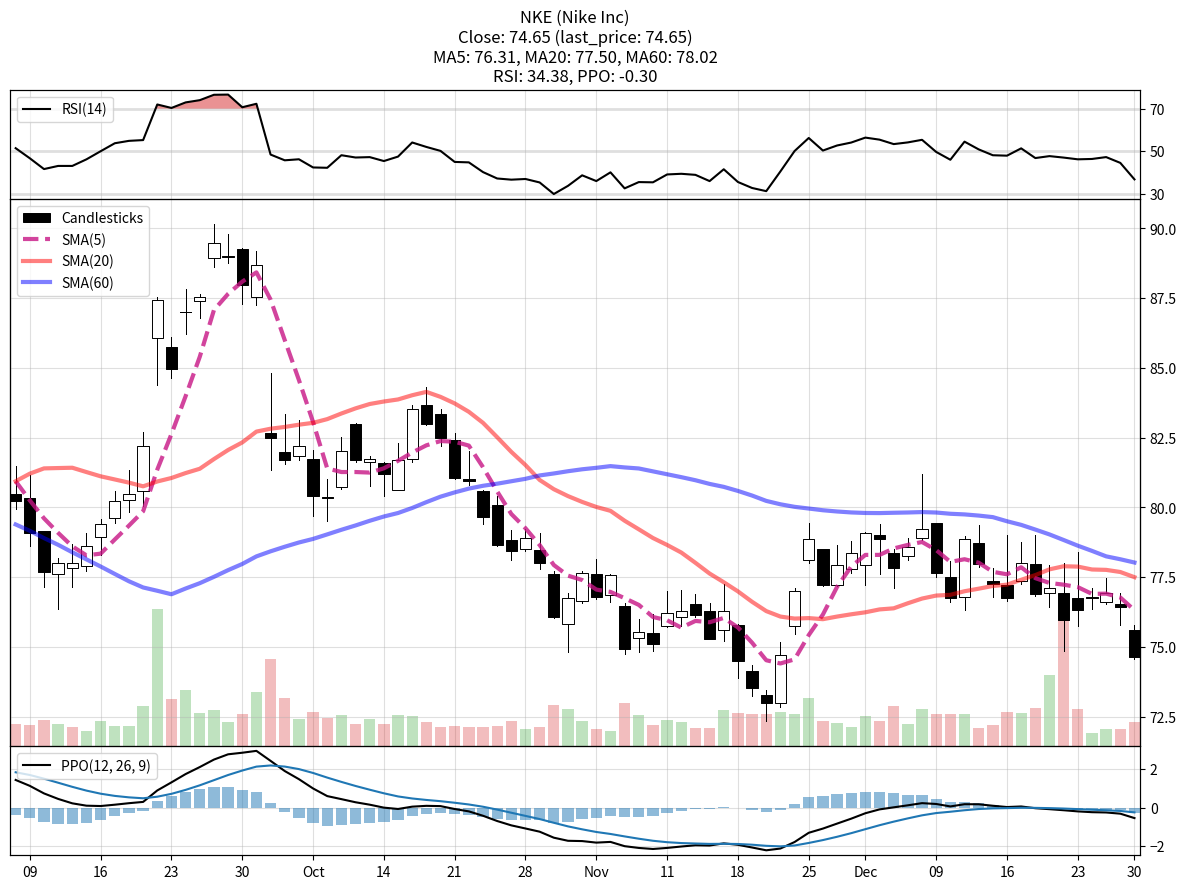 NKE (Nike Inc)
Close: 74.65 (last_price: 74.65)
MA5: 76.31, MA20: 77.50, MA60: 78.02
RSI: 34.38, PPO: -0.30
RSI(14)
70
50
30
Candlesticks
SMA(5)
SMA(20)
SMA(60)
90.0
87.5
85.0
82.5
80.0
77.5
75.0
72.5
PPO(12, 26, 9)
2
0
−2
09 16 23 30 Oct 14 21 28 Nov 11 18 25 Dec 09 16 23 30